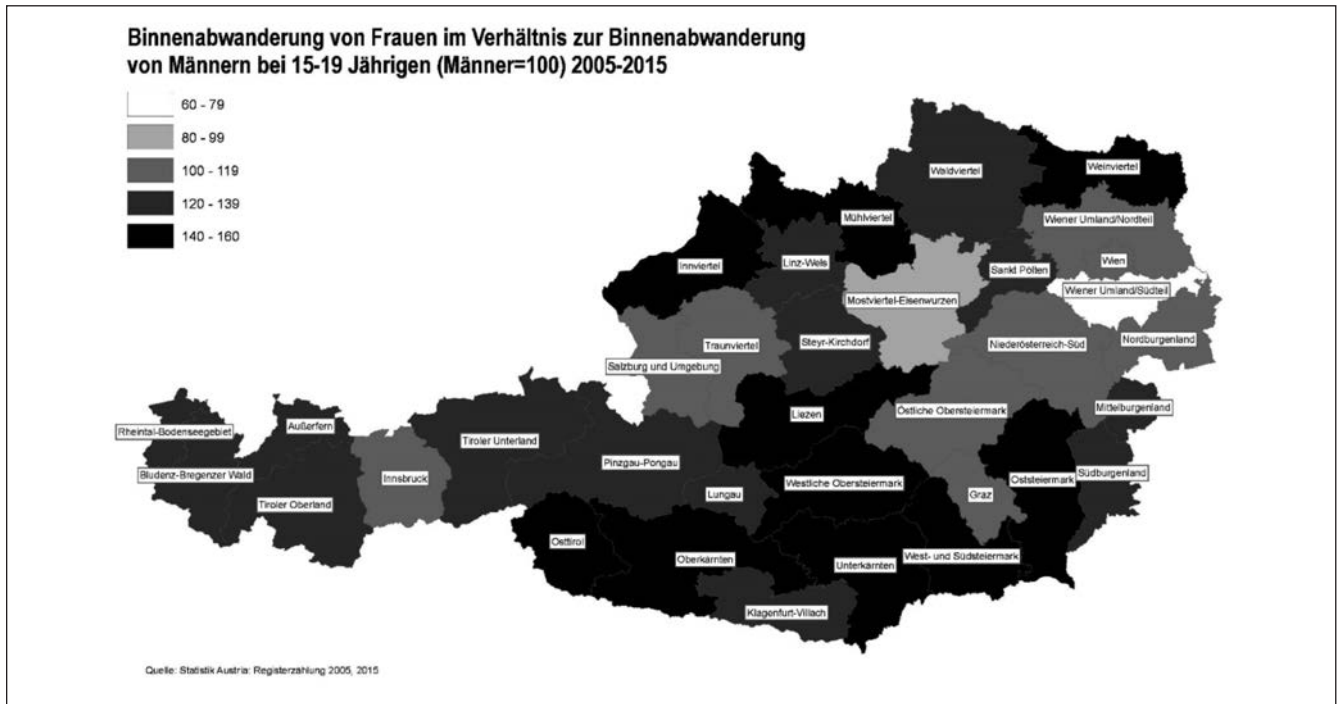 Binnenabwanderung von Frauen im Verhältnis zur Binnenabwanderung
von Männern bei 15-19 Jährigen (Männer=100) 2005-2015
60 - 79
80 - 99
100 - 119
120 - 139
140 - 160
Waldviertel
Weinviertel
Mühlviertel
Wiener Umland/Nordteil
Innviertel
Linz-Wels
Sankt Pölten
Wien
Wiener Umland/Südteil
Mostviertel-Eisenwurzen
Traunviertel
Steyr-Kirchdorf
Niederösterreich-Süd
Nordburgenland
Salzburg und Umgebung
Liezen
Östliche Obersteiermark
Mittelburgenland
Rheintal-Bodenseegebiet
Außerfern
Tiroler Unterland
Pinzgau-Pongau
Bludenz-Bregenzer Wald
Innsbruck
Westliche Obersteiermark
Oststeiermark
Südburgenland
Lungau
Graz
Tiroler Oberland
Osttirol
Oberkärnten
Unterkärnten
West- und Südsteiermark
Klagenfurt-Villach
Quelle: Statistik Austria: Registerzählung 2005, 2015